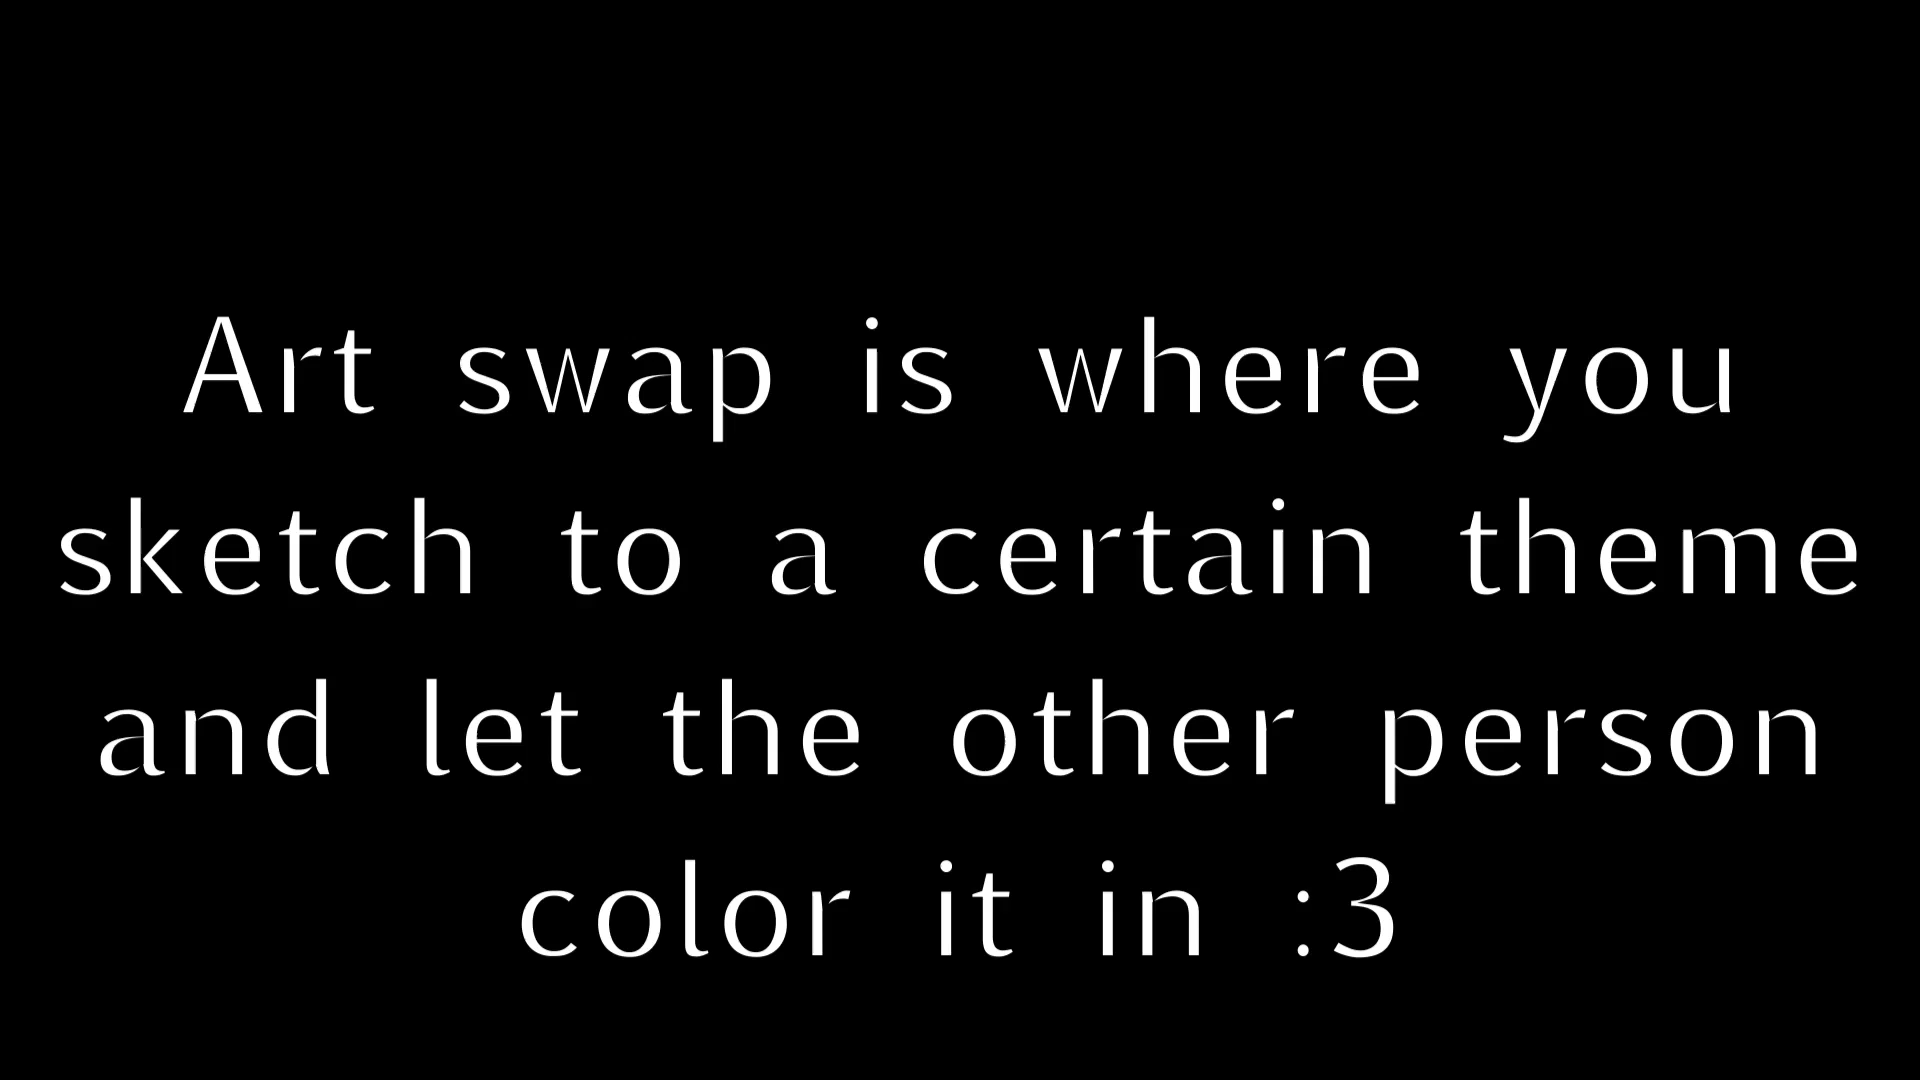 Art swap is where you
sketch to a certain theme
and let the other person
color it in :3